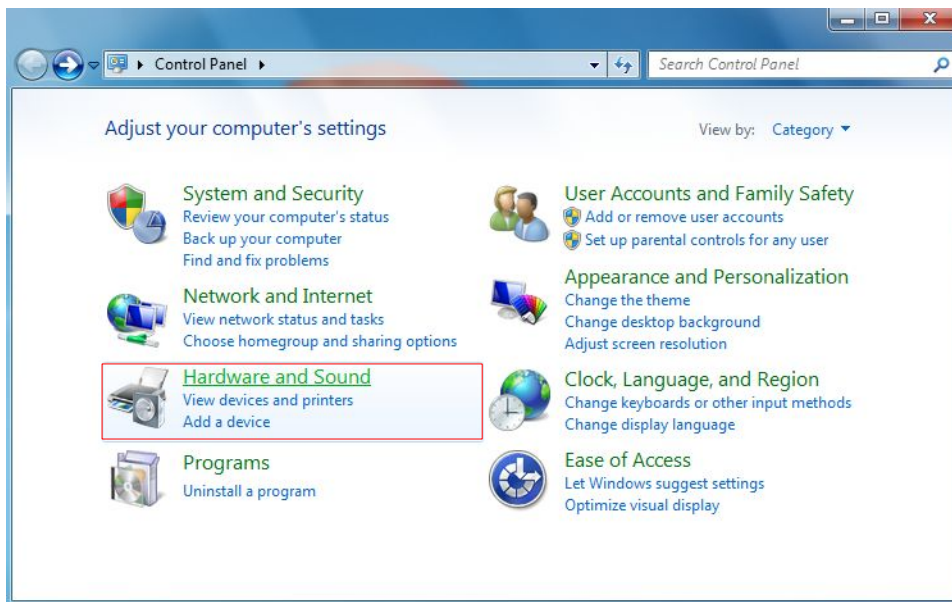 Control Panel
Search Control Panel
Adjust your computer's settings
View by: Category
System and Security
Review your computer's status
Back up your computer
Find and fix problems
Network and Internet
View network status and tasks
Choose homegroup and sharing options
Hardware and Sound
View devices and printers
Add a device
Programs
Uninstall a program
User Accounts and Family Safety
Add or remove user accounts
Set up parental controls for any user
Appearance and Personalization
Change the theme
Change desktop background
Adjust screen resolution
Clock, Language, and Region
Change keyboards or other input methods
Change display language
Ease of Access
Let Windows suggest settings
Optimize visual display